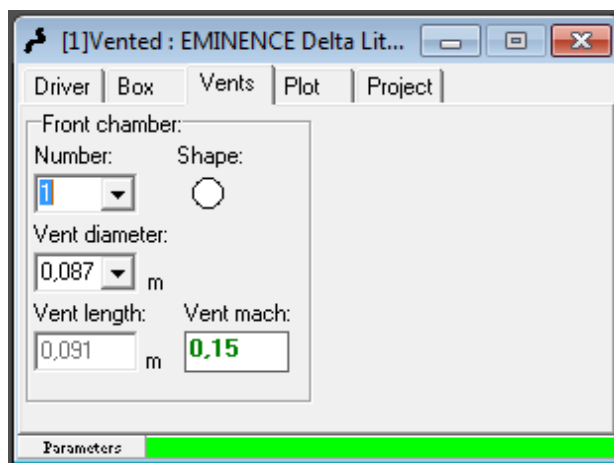 [1]Vented : EMINENCE Delta Lit...
Driver Box Vents Plot Project
Front chamber:
Number: Shape:
1
Vent diameter:
0,087 m
Vent length: Vent mach:
0,091 m 0,15
Parameters